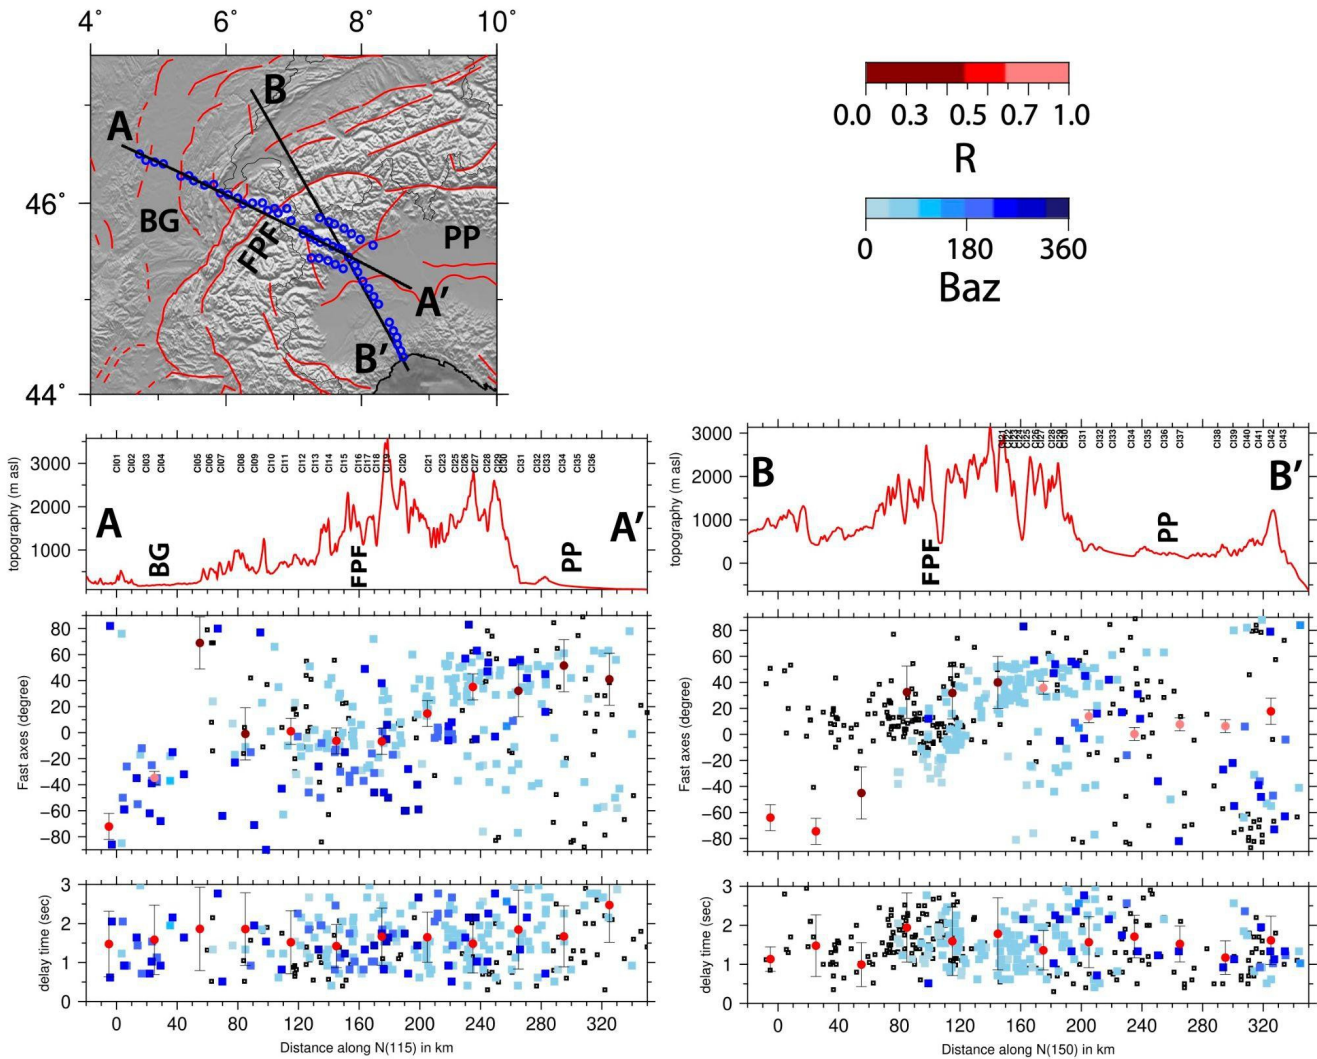 4° 6° 8° 10°
46°
44°
A
B
BG
FPF
PP
A’
B’
0.0 0.3 0.5 0.7 1.0
R
0 180 360
Baz
topography (m asl)
3000
2000
1000
CI01 CI02 CI03 CI04 CI05 CI06 CI07 CI08 CI09 CI10 CI11 CI12 CI13 CI14 CI15 CI16 CI17 CI18 CI19 CI20 CI21 CI23 CI25 CI26 CI27 CI28 CI31 CI32 CI33 CI34 CI35 CI36
A
BG
FPF
PP
A’
Fast axes (degree)
80
60
40
20
0
−20
−40
−60
−80
delay time (sec)
3
2
1
0
0 40 80 120 160 200 240 280 320
Distance along N(115) in km
topography (m asl)
3000
2000
1000
0
CI31 CI32 CI33 CI34 CI35 CI36 CI37 CI38 CI39 CI40 CI41 CI42 CI43
B
FPF
PP
B’
Fast axes (degree)
80
60
40
20
0
−20
−40
−60
−80
delay time (sec)
3
2
1
0
0 40 80 120 160 200 240 280 320
Distance along N(150) in km